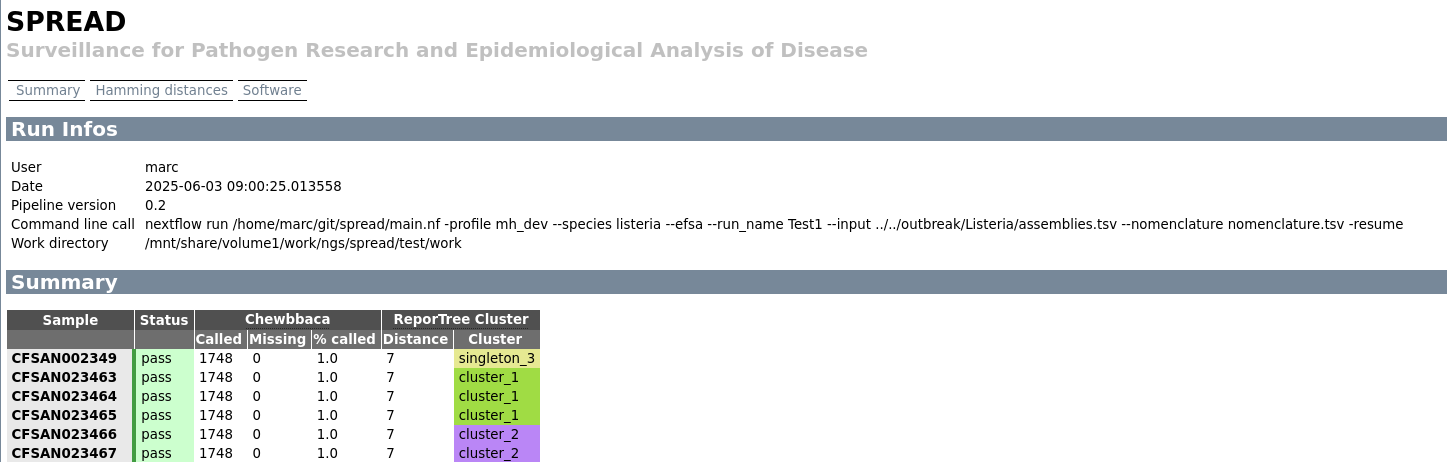 SPREAD
Surveillance for Pathogen Research and Epidemiological Analysis of Disease
Summary Hamming distances Software
Run Infos
User marc
Date 2025-06-03 09:00:25.013558
Pipeline version 0.2
Command line call nextflow run /home/marc/git/spread/main.nf -profile mh_dev --species listeria --efsa --run_name Test1 --input ../../outbreak/Listeria/assemblies.tsv --nomenclature nomenclature.tsv -resume
Work directory /mnt/share/volume1/work/ngs/spread/test/work
Summary
Sample Status Chewbbaca ReporTree Cluster
Called Missing % called Distance Cluster
CFSAN002349 pass 1748 0 1.0 7 singleton_3
CFSAN023463 pass 1748 0 1.0 7 cluster_1
CFSAN023464 pass 1748 0 1.0 7 cluster_1
CFSAN023465 pass 1748 0 1.0 7 cluster_1
CFSAN023466 pass 1748 0 1.0 7 cluster_2
CFSAN023467 pass 1748 0 1.0 7 cluster_2